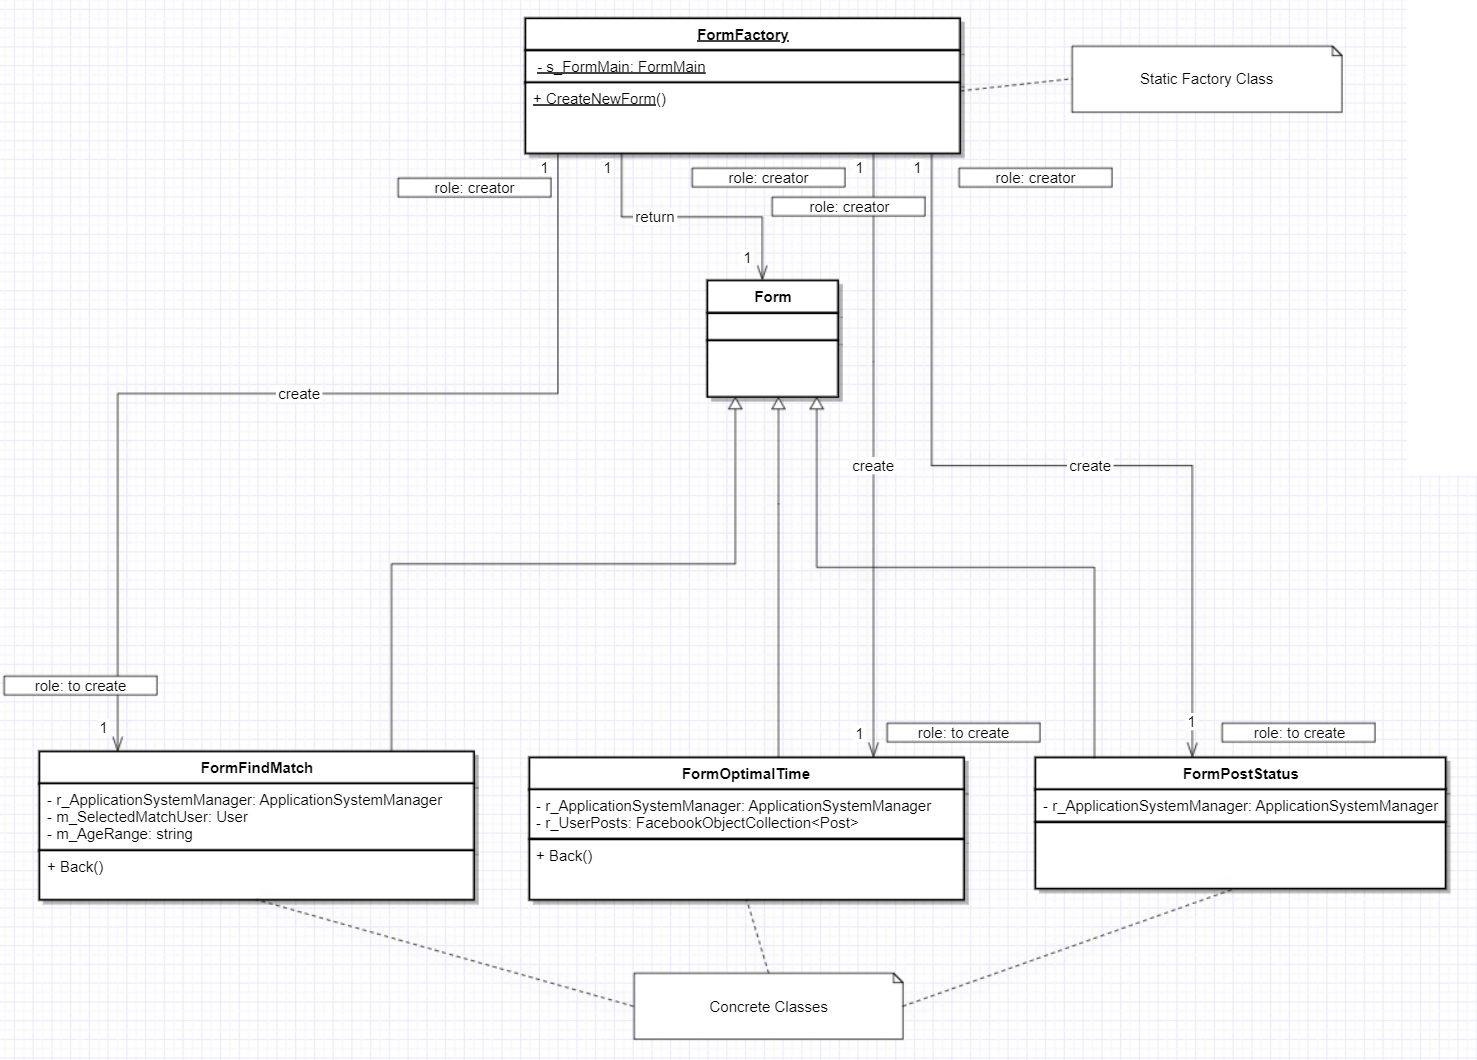 FormFactory
- s_FormMain: FormMain
+ CreateNewForm()
Static Factory Class
1
1
1
1
role: creator
role: creator
role: creator
role: creator
return
1
Form
create
create
create
role: to create
1
1
role: to create
1
role: to create
FormFindMatch
- r_ApplicationSystemManager: ApplicationSystemManager
- m_SelectedMatchUser: User
- m_AgeRange: string
+ Back()
FormOptimalTime
- r_ApplicationSystemManager: ApplicationSystemManager
- r_UserPosts: FacebookObjectCollection<Post>
+ Back()
FormPostStatus
- r_ApplicationSystemManager: ApplicationSystemManager
Concrete Classes